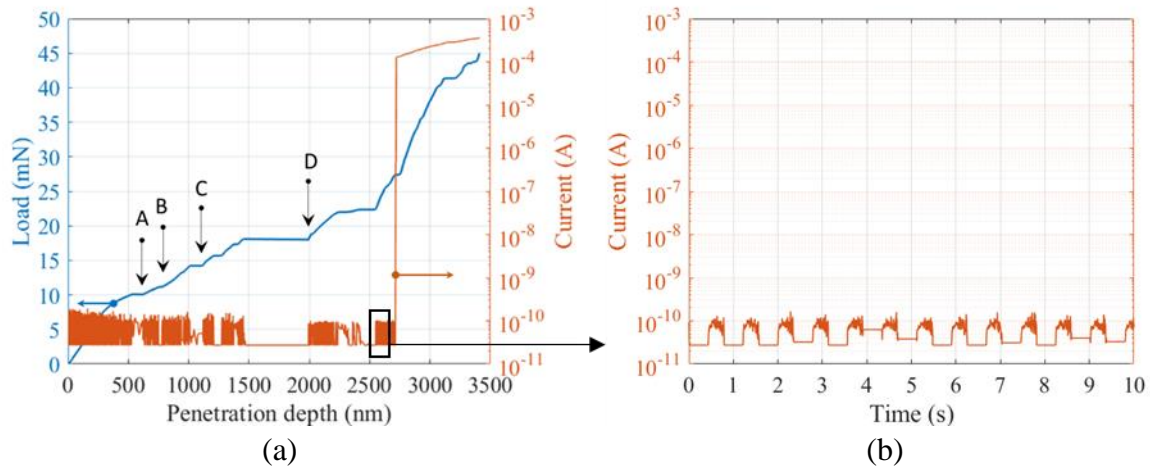 50
45
40
35
30
25
20
15
10
5
0
Load (mN)
A
B
C
D
10⁻³
10⁻⁴
10⁻⁵
10⁻⁶
10⁻⁷
10⁻⁸
10⁻⁹
10⁻¹⁰
10⁻¹¹
Current (A)
0 500 1000 1500 2000 2500 3000 3500
Penetration depth (nm)
(a)
10⁻³
10⁻⁴
10⁻⁵
10⁻⁶
10⁻⁷
10⁻⁸
10⁻⁹
10⁻¹⁰
10⁻¹¹
Current (A)
0 1 2 3 4 5 6 7 8 9 10
Time (s)
(b)